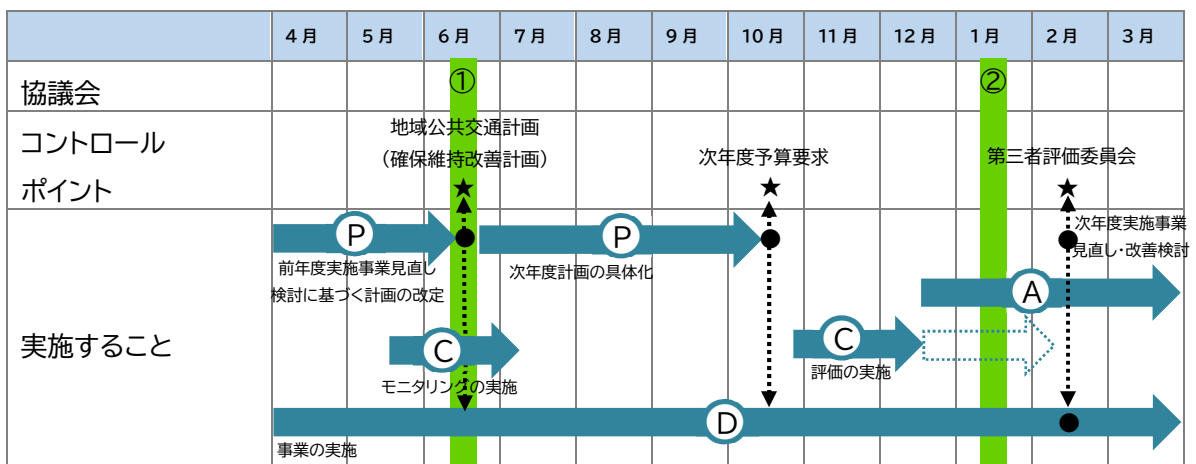 4月 5月 6月 7月 8月 9月 10月 11月 12月 1月 2月 3月
協議会 ① ②
コントロール
ポイント
地域公共交通計画
(確保維持改善計画)
次年度予算要求
第三者評価委員会
★ ★ ★
実施すること
P
前年度実施事業見直し
検討に基づく計画の改定
P
次年度計画の具体化
次年度実施事業
見直し・改善検討
A
C
モニタリングの実施
C
評価の実施
D
事業の実施